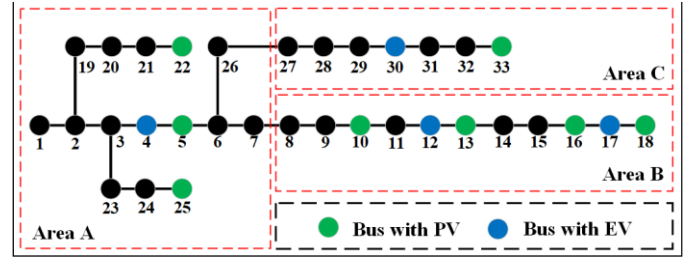 19 20 21 22 26 27 28 29 30 31 32 33
Area C
1 2 3 4 5 6 7 8 9 10 11 12 13 14 15 16 17 18
Area B
23 24 25
Area A
Bus with PV Bus with EV